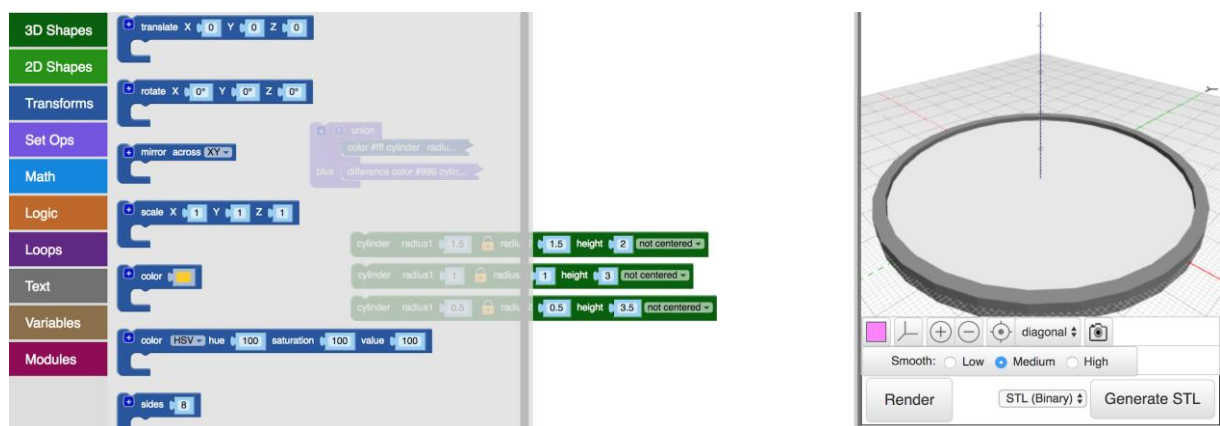 3D Shapes
2D Shapes
Transforms
Set Ops
Math
Logic
Loops
Text
Variables
Modules
translate X 0 Y 0 Z 0
rotate X 0° Y 0° Z 0°
mirror across XY
scale X 1 Y 1 Z 1
color
color HSV hue 100 saturation 100 value 100
sides 8
union
color #fff cylinder radiu...
plus difference color #999 cylin...
cylinder radius1 1.5 1.5 height 2 not centered
cylinder radius1 1 radius 1 height 3 not centered
cylinder radius1 0.5 0.5 height 3.5 not centered
Y
diagonal
Smooth: Low Medium High
Render STL (Binary) Generate STL